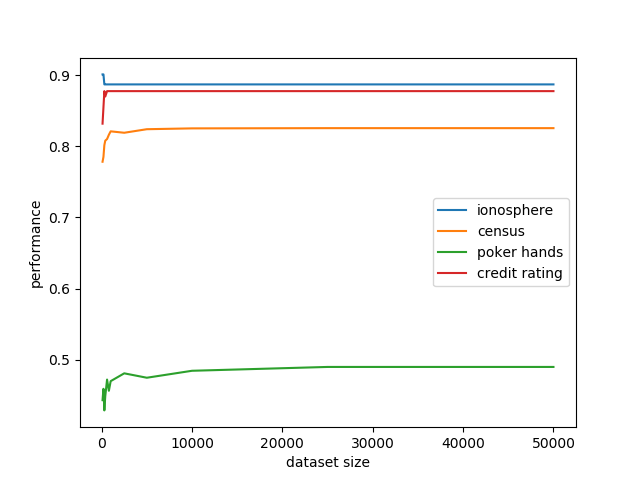 0.9
0.8
0.7
0.6
0.5
performance
ionosphere
census
poker hands
credit rating
0
10000
20000
30000
40000
50000
dataset size